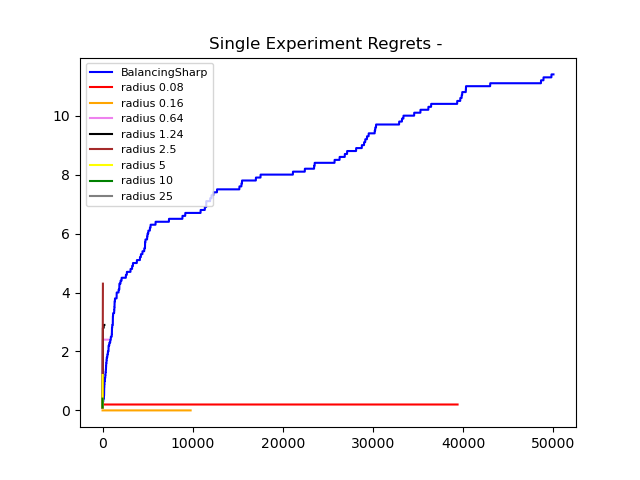 Single Experiment Regrets -
BalancingSharp
radius 0.08
radius 0.16
radius 0.64
radius 1.24
radius 2.5
radius 5
radius 10
radius 25
10
8
6
4
2
0
0 10000 20000 30000 40000 50000